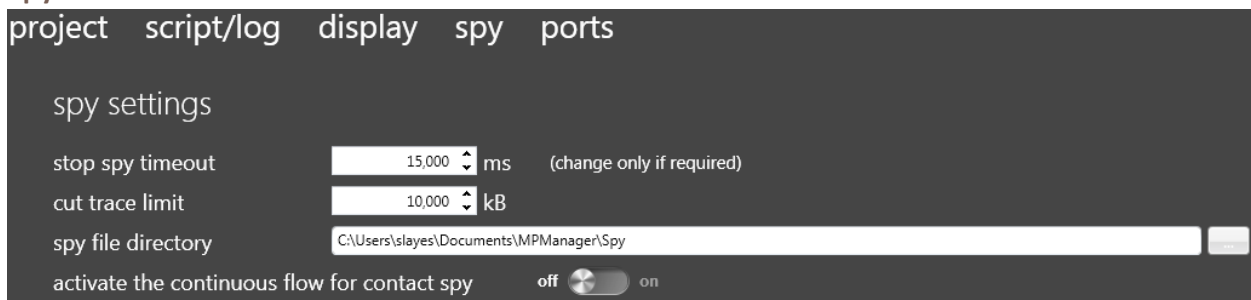 project script/log display spy ports
spy settings
stop spy timeout 15,000 ms (change only if required)
cut trace limit 10,000 kB
spy file directory C:\Users\slayes\Documents\MPManager\Spy ...
activate the continuous flow for contact spy off on